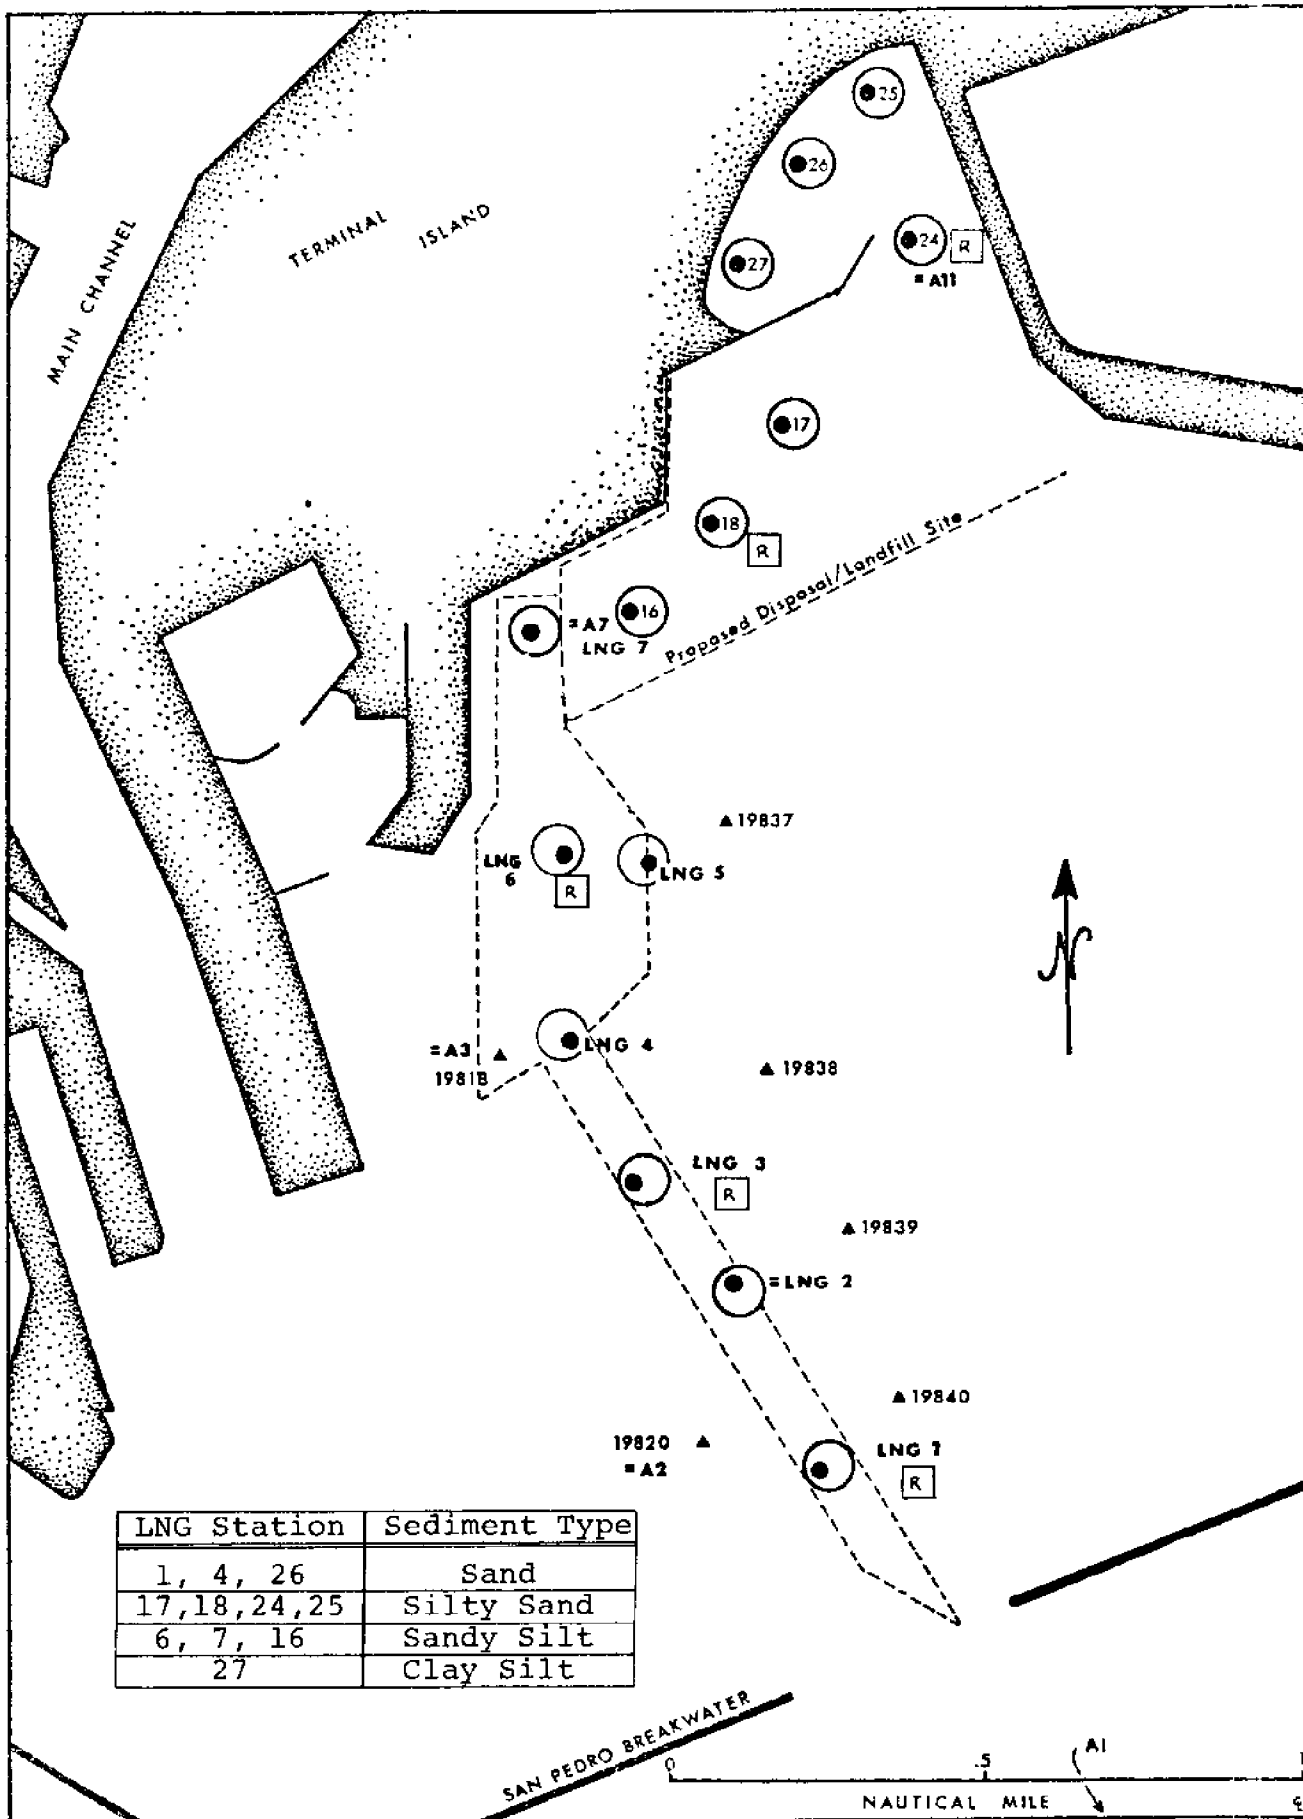 25
26
24
R
27
= A11
TERMINAL ISLAND
MAIN CHANNEL
17
18
R
Proposed Disposal/Landfill Site
16
= A7
LNG 7
19837
LNG
6
R
LNG 5
N
= A3
19818
LNG 4
19838
LNG 3
R
19839
= LNG 2
19840
19820
= A2
LNG 1
R
LNG Station Sediment Type
1, 4, 26 Sand
17,18,24,25 Silty Sand
6, 7, 16 Sandy Silt
27 Clay Silt
SAN PEDRO BREAKWATER
A1
0 .5 1
NAUTICAL MILE